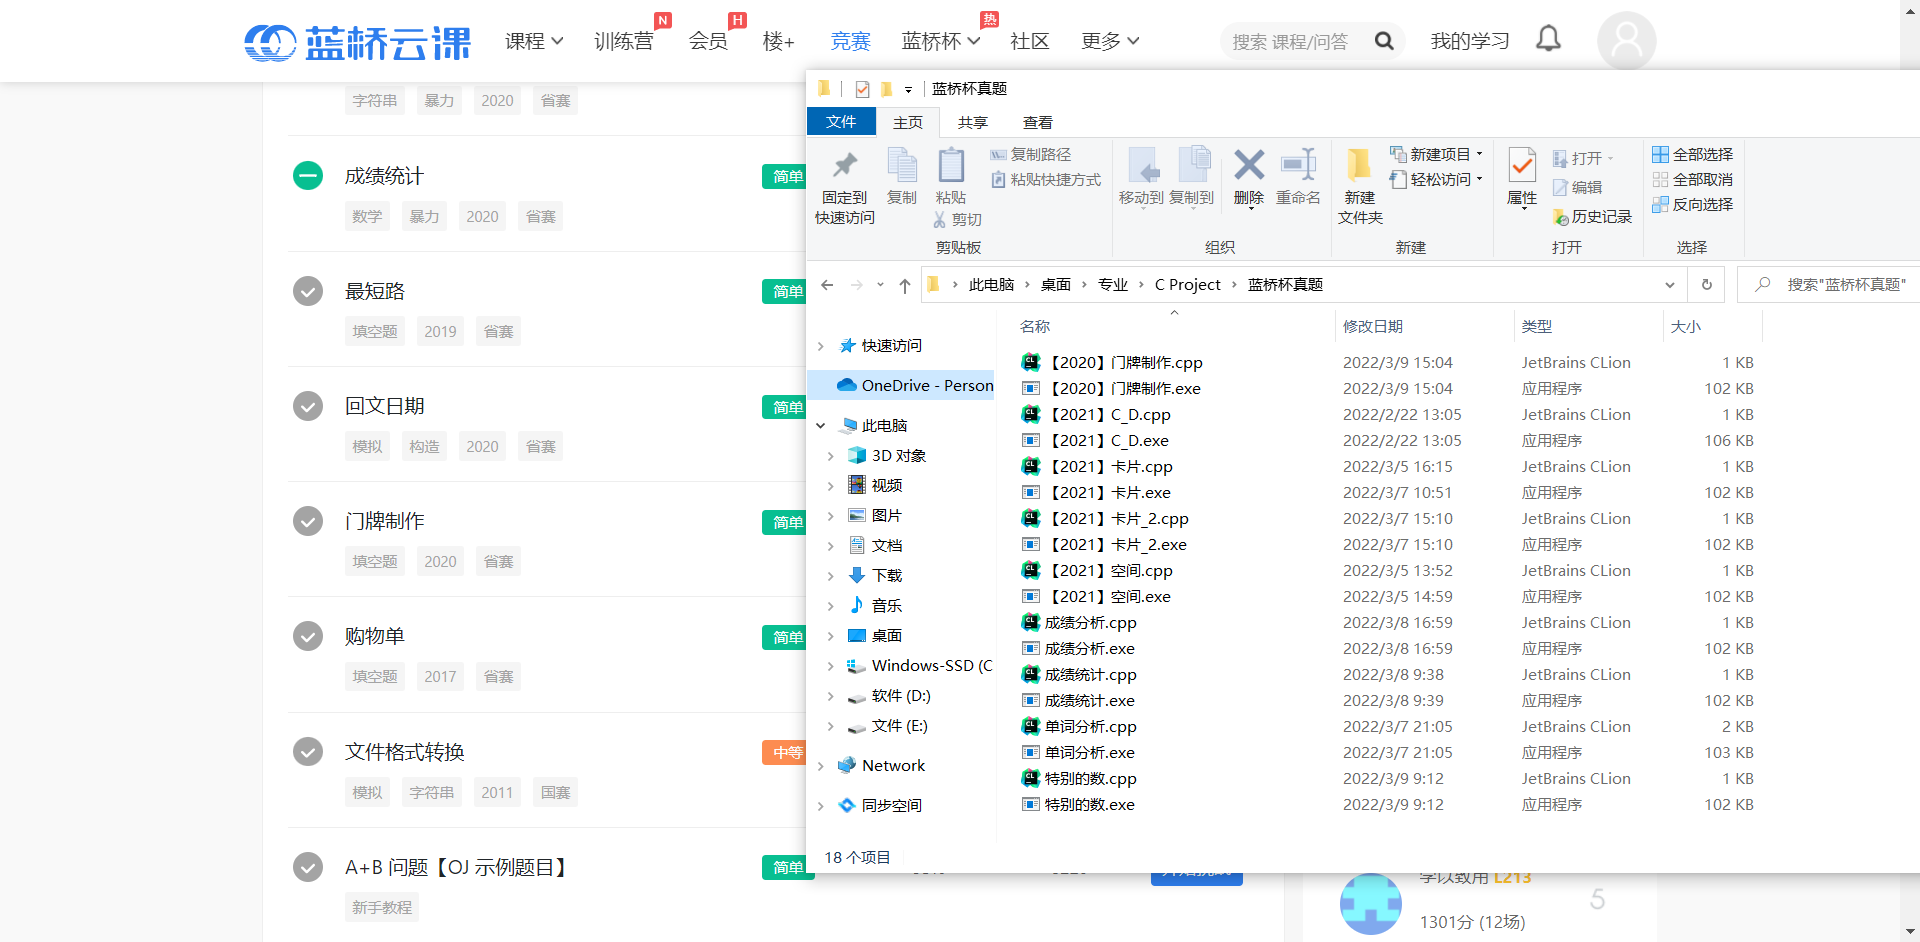 蓝桥云课
课程
训练营
N
会员
H
楼+
竞赛
蓝桥杯
热
社区
更多
搜索 课程/问答
我的学习
字符串 暴力 2020 省赛
成绩统计
简单
数学 暴力 2020 省赛
最短路
简单
填空题 2019 省赛
回文日期
简单
模拟 构造 2020 省赛
门牌制作
简单
填空题 2020 省赛
购物单
简单
填空题 2017 省赛
文件格式转换
中等
模拟 字符串 2011 国赛
A+B 问题【OJ 示例题目】
简单
新手教程
蓝桥杯真题
文件 主页 共享 查看
固定到
快速访问
复制
粘贴
复制路径
粘贴快捷方式
剪切
剪贴板
移动到
复制到
删除
重命名
组织
新建
文件夹
新建项目
轻松访问
新建
属性
打开
编辑
历史记录
打开
全部选择
全部取消
反向选择
选择
此电脑 › 桌面 › 专业 › C Project › 蓝桥杯真题
搜索"蓝桥杯真题"
快速访问
OneDrive - Person
此电脑
3D 对象
视频
图片
文档
下载
音乐
桌面
Windows-SSD (C
软件 (D:)
文件 (E:)
Network
同步空间
名称 修改日期 类型 大小
【2020】门牌制作.cpp 2022/3/9 15:04 JetBrains CLion 1 KB
【2020】门牌制作.exe 2022/3/9 15:04 应用程序 102 KB
【2021】C_D.cpp 2022/2/22 13:05 JetBrains CLion 1 KB
【2021】C_D.exe 2022/2/22 13:05 应用程序 106 KB
【2021】卡片.cpp 2022/3/5 16:15 JetBrains CLion 1 KB
【2021】卡片.exe 2022/3/7 10:51 应用程序 102 KB
【2021】卡片_2.cpp 2022/3/7 15:10 JetBrains CLion 1 KB
【2021】卡片_2.exe 2022/3/7 15:10 应用程序 102 KB
【2021】空间.cpp 2022/3/5 13:52 JetBrains CLion 1 KB
【2021】空间.exe 2022/3/5 14:59 应用程序 102 KB
成绩分析.cpp 2022/3/8 16:59 JetBrains CLion 1 KB
成绩分析.exe 2022/3/8 16:59 应用程序 102 KB
成绩统计.cpp 2022/3/8 9:38 JetBrains CLion 1 KB
成绩统计.exe 2022/3/8 9:39 应用程序 102 KB
单词分析.cpp 2022/3/7 21:05 JetBrains CLion 2 KB
单词分析.exe 2022/3/7 21:05 应用程序 103 KB
特别的数.cpp 2022/3/9 9:12 JetBrains CLion 1 KB
特别的数.exe 2022/3/9 9:12 应用程序 102 KB
18 个项目
学以致用 L213
1301分 (12场)
5